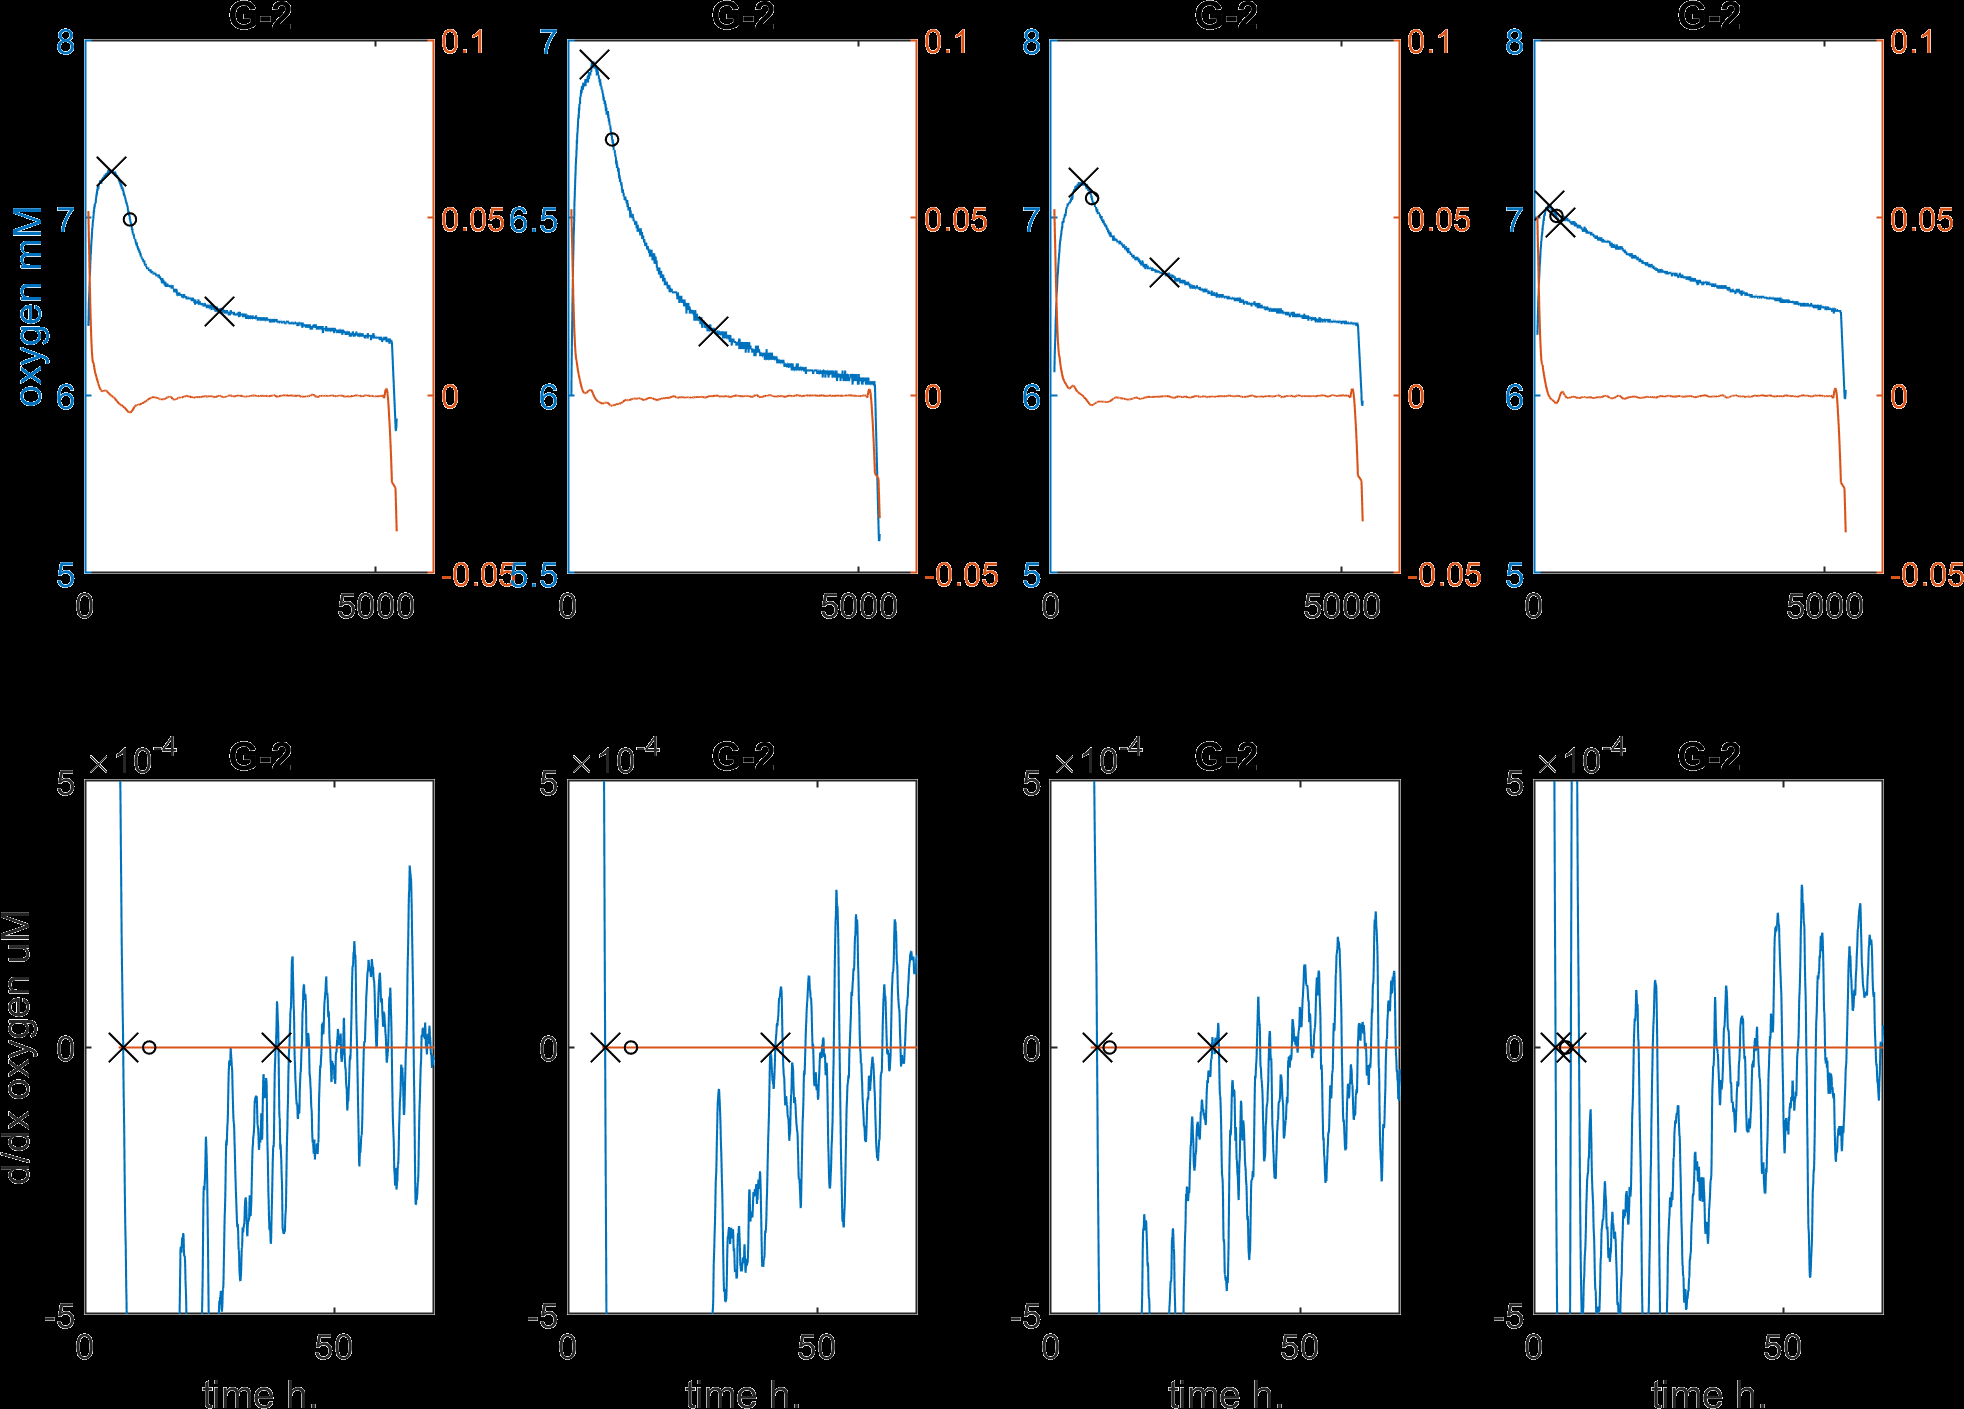 G-2 G-2 G-2 G-2
8 0.1 7 0.1 8 0.1 8 0.1
7 0.05 6.5 0.05 7 0.05 7 0.05
oxygen mM
6 0 6 0 6 0 6 0
5 -0.05 5.5 -0.05 5 -0.05 5 -0.05
0 5000 0 5000 0 5000 0 5000
×10-4 G-2 ×10-4 G-2 ×10-4 G-2 ×10-4 G-2
5 5 5 5
0 0 0 0
d/dx oxygen uM
-5 -5 -5 -5
0 50 0 50 0 50 0 50
time h. time h. time h. time h.